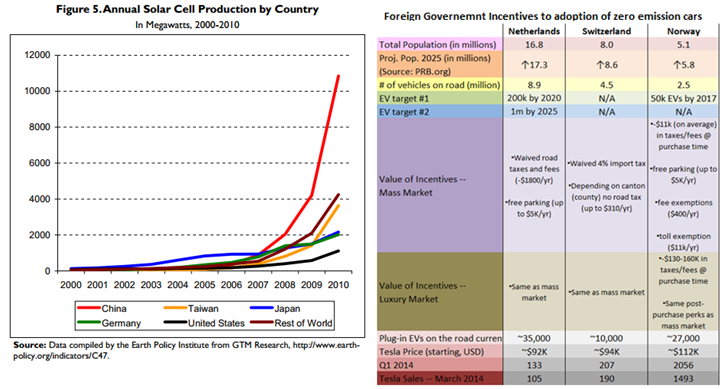 Figure 5. Annual Solar Cell Production by Country
In Megawatts, 2000-2010
12000
10000
8000
6000
4000
2000
0
2000 2001 2002 2003 2004 2005 2006 2007 2008 2009 2010
China Taiwan Japan
Germany United States Rest of World
Source: Data compiled by the Earth Policy Institute from GTM Research, http://www.earth-
policy.org/indicators/C47.
Foreign Governemnt Incentives to adoption of zero emission cars
Netherlands Switzerland Norway
Total Population (in millions) 16.8 8.0 5.1
Proj. Pop. 2025 (in millions)
(Source: PRB.org) ↑17.3 ↑8.6 ↑5.8
# of vehicles on road (million) 8.9 4.5 2.5
EV target #1 200k by 2020 N/A 50k EVs by 2017
EV target #2 1m by 2025 N/A N/A
Value of Incentives --
Mass Market
•Waived road
taxes and fees
(~$1800/yr)
•free parking (up
to $5K/yr)
•Waived 4% import tax
•Depending on canton
(county) no road tax
(up to $310/yr)
•~$11k (on average) in
taxes/fees @
purchase time
•free parking (up to
$5K/yr)
•fee exemptions
($400/yr)
•toll exemption
($11k/yr)
Value of Incentives --
Luxury Market
•Same as mass
market
•Same as mass market
•~$130-160K in
taxes/fees @
purchase time
•Same post-
purchase perks as
mass market
Plug-in EVs on the road curren ~35,000 ~10,000 ~27,000
Tesla Price (starting, USD) ~$92K ~$94K ~$112K
Q1 2014 133 207 2056
Tesla Sales -- March 2014 105 190 1493